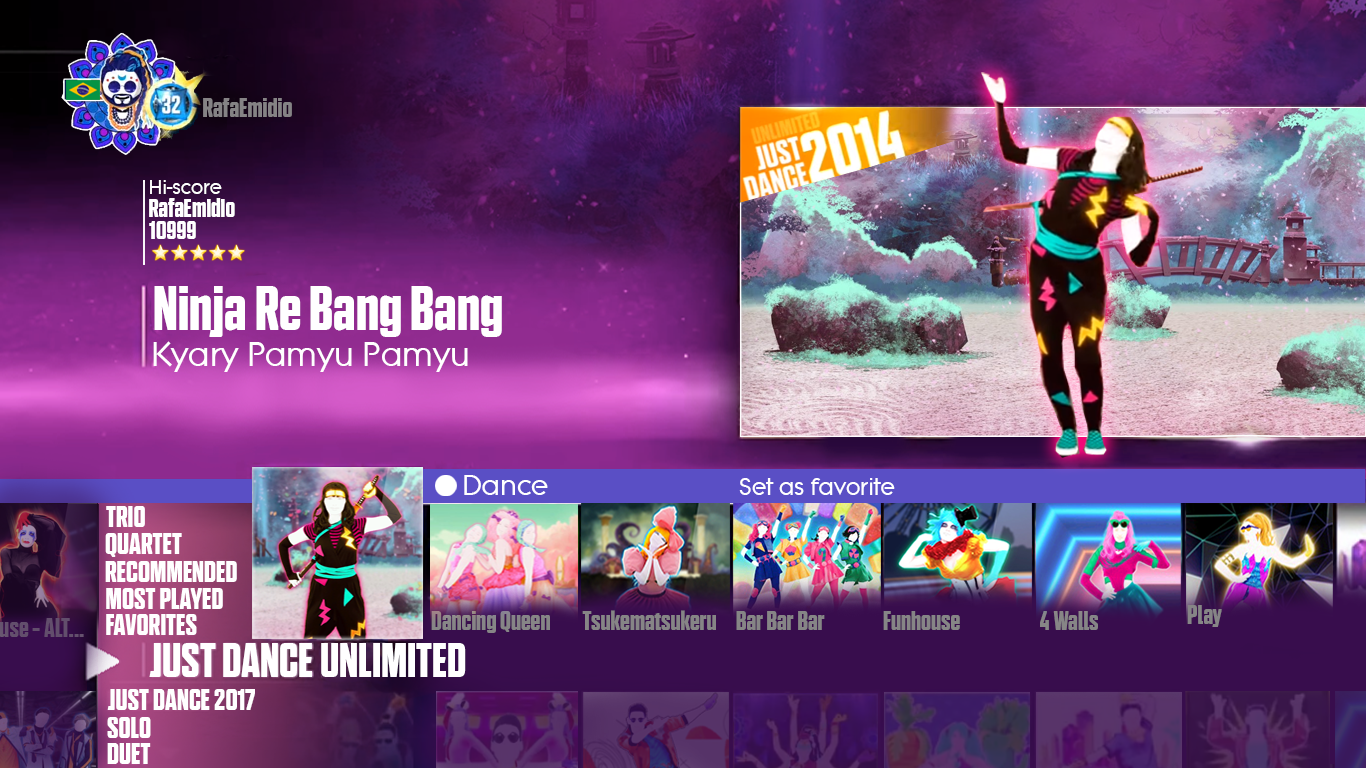 32
RafaEmidio
Hi-score
RafaEmidio
10999
Ninja Re Bang Bang
Kyary Pamyu Pamyu
UNLIMITED
JUST
DANCE 2014
Dance
Set as favorite
TRIO
QUARTET
RECOMMENDED
MOST PLAYED
FAVORITES
use - ALT...
Dancing Queen
Tsukematsukeru
Bar Bar Bar
Funhouse
4 Walls
Play
JUST DANCE UNLIMITED
JUST DANCE 2017
SOLO
DUET